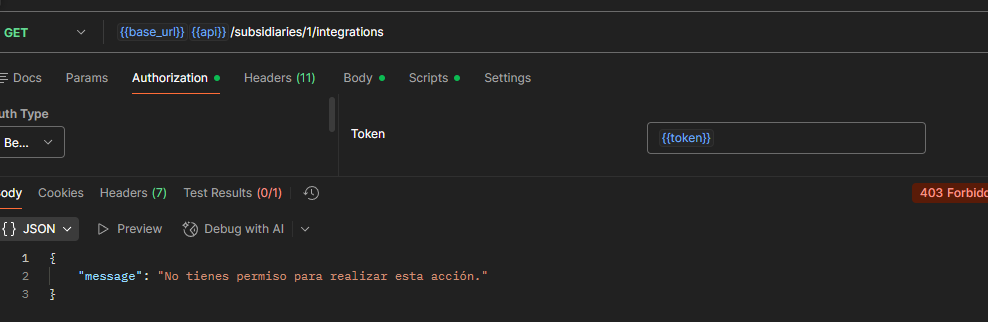 GET {{base_url}} {{api}} /subsidiaries/1/integrations
Docs Params Authorization Headers (11) Body Scripts Settings
uth Type
Be...
Token {{token}}
ody Cookies Headers (7) Test Results (0/1) 403 Forbidd
{} JSON Preview Debug with AI
1 {
2 "message": "No tienes permiso para realizar esta acción."
3 }